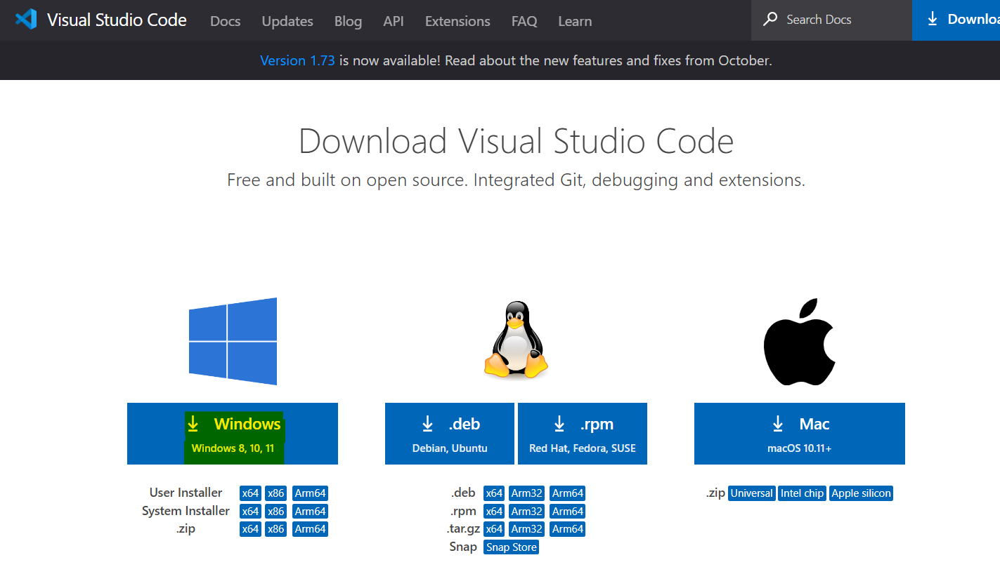 Visual Studio Code Docs Updates Blog API Extensions FAQ Learn Search Docs Downloa
Version 1.73 is now available! Read about the new features and fixes from October.
Download Visual Studio Code
Free and built on open source. Integrated Git, debugging and extensions.
Windows
Windows 8, 10, 11
User Installer x64 x86 Arm64
System Installer x64 x86 Arm64
.zip x64 x86 Arm64
.deb
Debian, Ubuntu
.rpm
Red Hat, Fedora, SUSE
.deb x64 Arm32 Arm64
.rpm x64 Arm32 Arm64
.tar.gz x64 Arm32 Arm64
Snap Snap Store
Mac
macOS 10.11+
.zip Universal Intel chip Apple silicon